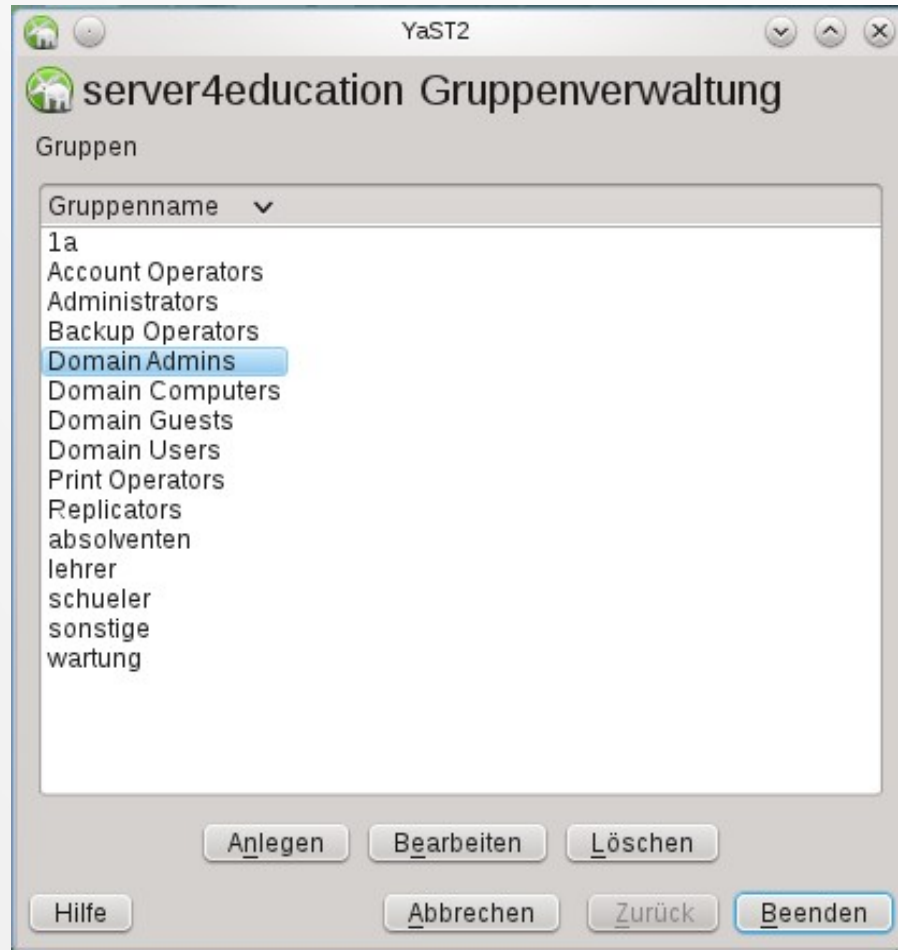 YaST2
server4education Gruppenverwaltung
Gruppen
Gruppenname
1a
Account Operators
Administrators
Backup Operators
Domain Admins
Domain Computers
Domain Guests
Domain Users
Print Operators
Replicators
absolventen
lehrer
schueler
sonstige
wartung
Anlegen Bearbeiten Löschen
Hilfe Abbrechen Zurück Beenden